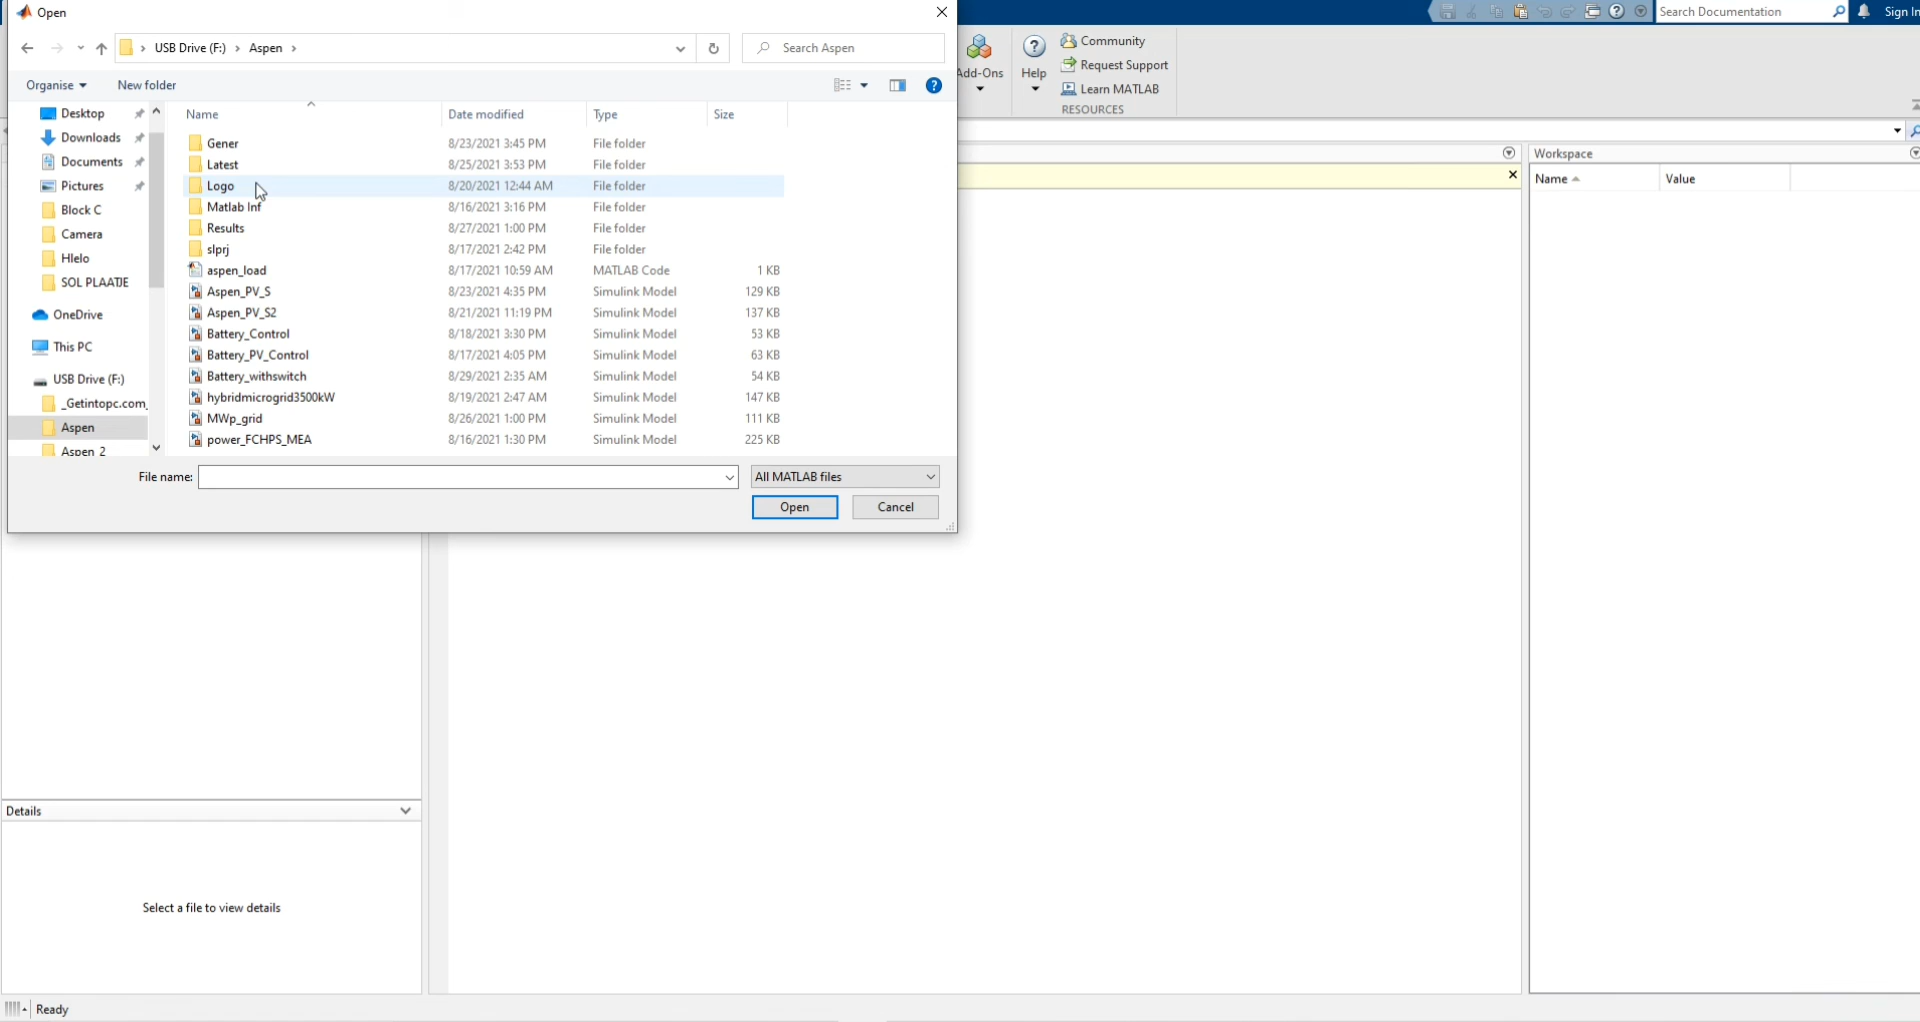 Open
Search Documentation
Sign In
USB Drive (F:) › Aspen ›
Search Aspen
Add-Ons
Help
Community
Request Support
Learn MATLAB
RESOURCES
Organise
New folder
Desktop
Downloads
Documents
Pictures
Block C
Camera
Hlelo
SOL PLAATJE
OneDrive
This PC
USB Drive (F:)
_Getintopc.com_
Aspen
Aspen 2
Name Date modified Type Size
Gener 8/23/2021 3:45 PM File folder
Latest 8/25/2021 3:53 PM File folder
Logo 8/20/2021 12:44 AM File folder
Matlab Inf 8/16/2021 3:16 PM File folder
Results 8/27/2021 1:00 PM File folder
slprj 8/17/2021 2:42 PM File folder
aspen_load 8/17/2021 10:59 AM MATLAB Code 1 KB
Aspen_PV_S 8/23/2021 4:35 PM Simulink Model 129 KB
Aspen_PV_S2 8/21/2021 11:19 PM Simulink Model 137 KB
Battery_Control 8/18/2021 3:30 PM Simulink Model 53 KB
Battery_PV_Control 8/17/2021 4:05 PM Simulink Model 63 KB
Battery_withswitch 8/29/2021 2:35 AM Simulink Model 54 KB
hybridmicrogrid3500kW 8/19/2021 2:47 AM Simulink Model 147 KB
MWp_grid 8/26/2021 1:00 PM Simulink Model 111 KB
power_FCHPS_MEA 8/16/2021 1:30 PM Simulink Model 225 KB
File name:
All MATLAB files
Open
Cancel
Workspace
Name
Value
Details
Select a file to view details
Ready